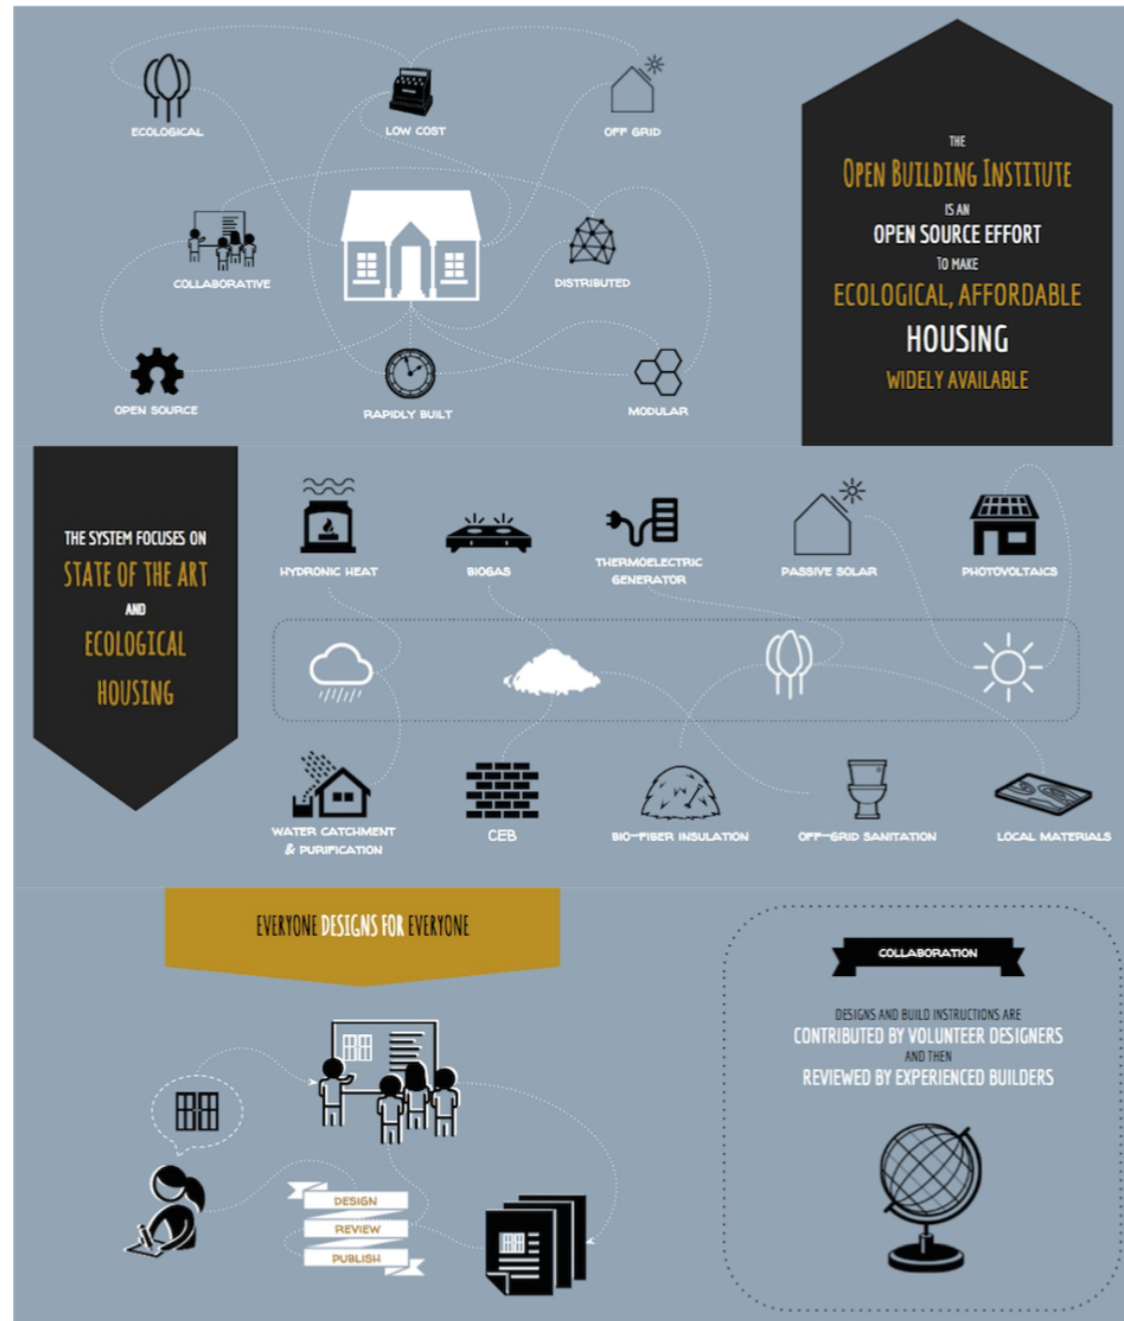 ECOLOGICAL
LOW COST
OFF GRID
COLLABORATIVE
DISTRIBUTED
OPEN SOURCE
RAPIDLY BUILT
MODULAR
THE
OPEN BUILDING INSTITUTE
IS AN
OPEN SOURCE EFFORT
TO MAKE
ECOLOGICAL, AFFORDABLE
HOUSING
WIDELY AVAILABLE
THE SYSTEM FOCUSES ON
STATE OF THE ART
AND
ECOLOGICAL
HOUSING
HYDRONIC HEAT
BIOGAS
THERMOELECTRIC
GENERATOR
PASSIVE SOLAR
PHOTOVOLTAICS
WATER CATCHMENT
& PURIFICATION
CEB
BIO-FIBER INSULATION
OFF-GRID SANITATION
LOCAL MATERIALS
EVERYONE DESIGNS FOR EVERYONE
DESIGN
REVIEW
PUBLISH
COLLABORATION
DESIGNS AND BUILD INSTRUCTIONS ARE
CONTRIBUTED BY VOLUNTEER DESIGNERS
AND THEN
REVIEWED BY EXPERIENCED BUILDERS